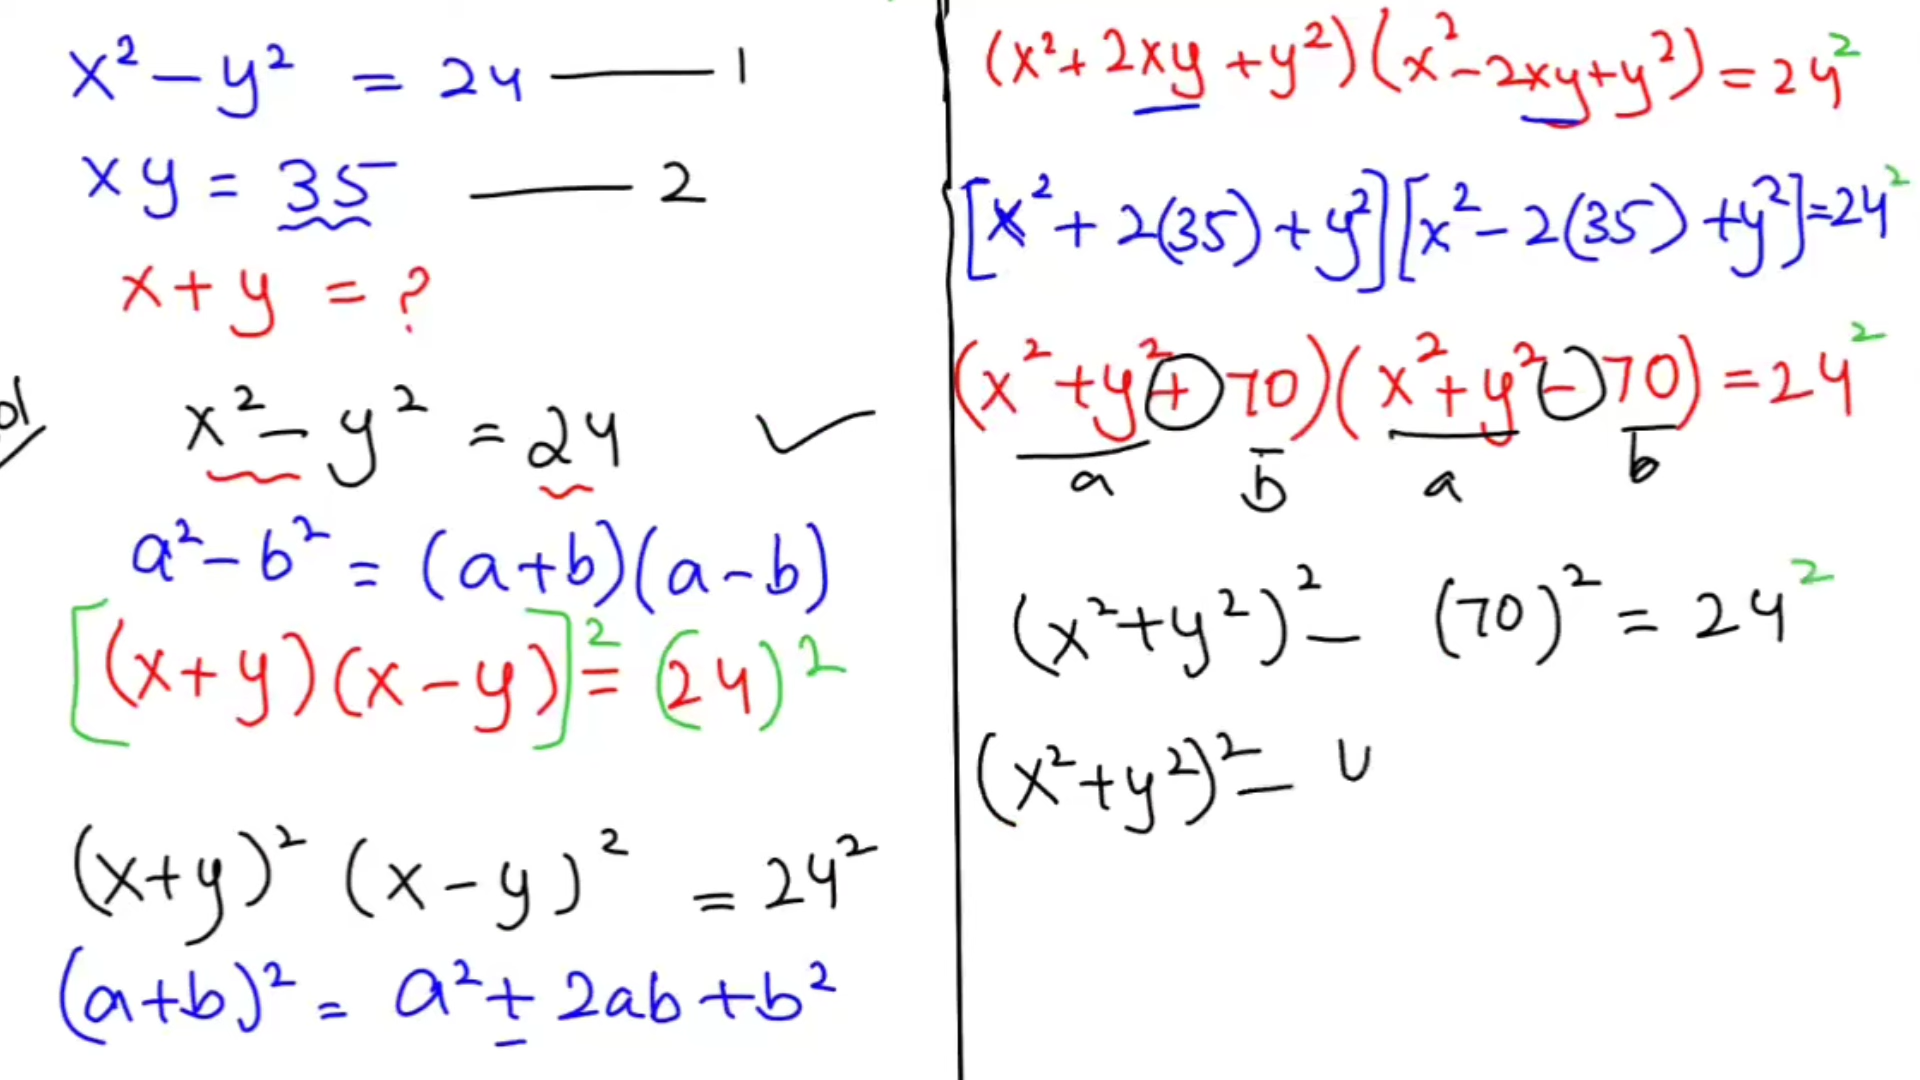 x² - y² = 24 —— 1
xy = 35 —— 2
x + y = ?
x² - y² = 24 ✓
a² - b² = (a+b)(a-b)
[(x+y)(x-y)]² = (24)²
(x+y)² (x-y)² = 24²
(a±b)² = a² ± 2ab + b²
(x² + 2xy + y²)(x² - 2xy + y²) = 24²
[x² + 2(35) + y²][x² - 2(35) + y²] = 24²
(x² + y² + 70)(x² + y² - 70) = 24²
a b a b
(x² + y²)² - (70)² = 24²
(x² + y²)² -